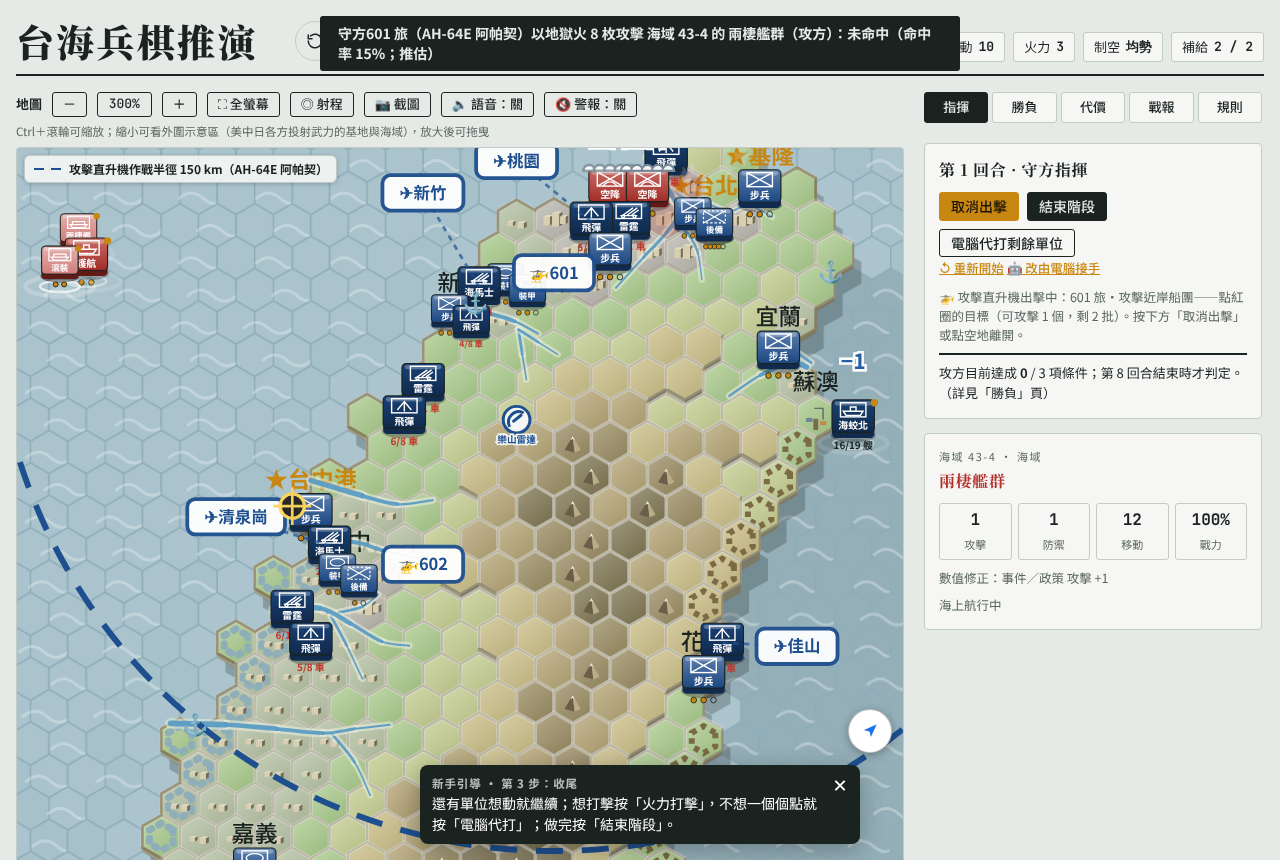 台海兵棋推演
守方601 旅（AH-64E 阿帕契）以地獄火 8 枚攻擊 海域 43-4 的 兩棲艦群（攻方）：未命中（命中
率 15%；推估）
動 10
火力 3
制空 均勢
補給 2 / 2
地圖
−
300%
+
⛶ 全螢幕
◎ 射程
📷 截圖
🔈 語音：關
🔇 警報：關
Ctrl＋滾輪可縮放；縮小可看外圍示意區（美中日各方投射武力的基地與海域），放大後可拖曳
指揮
勝負
代價
戰報
規則
攻擊直升機作戰半徑 150 km（AH-64E 阿帕契）
✈桃園
✈新竹
飛彈
★基隆
★台北
空降
空降
步兵
後備
飛彈
雷霆
步兵
🚁601
裝甲
新
海馬士
飛彈
4/8 車
護航
滾裝
宜蘭
步兵
−1
蘇澳
海蛟北
16/19 艘
雷霆
飛彈
6/8 車
樂山雷達
★台中港
✈清泉崗
步兵
海馬士
後備
🚁602
雷霆
飛彈
5/8 車
花
飛彈
步兵
✈佳山
嘉義
第 1 回合 · 守方指揮
取消出擊
結束階段
電腦代打剩餘單位
↺ 重新開始 🤖 改由電腦接手
🚁 攻擊直升機出擊中：601 旅・攻擊近岸船團——點紅
圈的目標（可攻擊 1 個，剩 2 批）。按下方「取消出擊」
或點空地離開。
攻方目前達成 0 / 3 項條件；第 8 回合結束時才判定。
（詳見「勝負」頁）
海域 43-4 · 海域
兩棲艦群
1
攻擊
1
防禦
12
移動
100%
戰力
數值修正：事件／政策 攻擊 +1
海上航行中
新手引導 · 第 3 步：收尾
還有單位想動就繼續；想打擊按「火力打擊」，不想一個個點就
按「電腦代打」；做完按「結束階段」。
✕